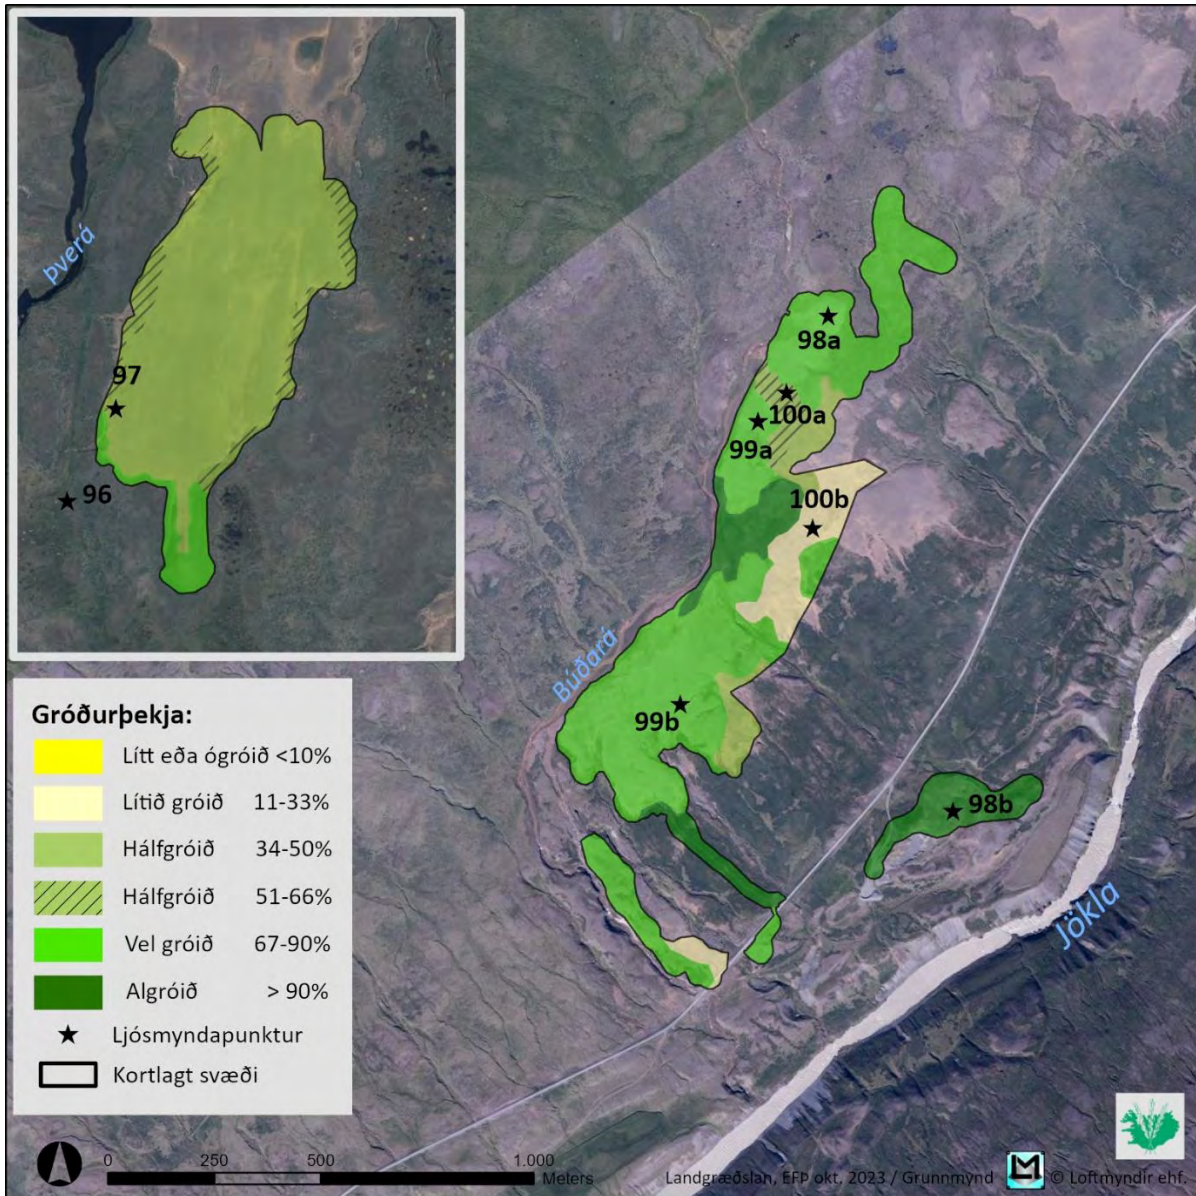 Þverá
97
96
98a
100a
99a
100b
Búðará
99b
98b
Jökla
Gróðurþekja:
Lítt eða ógróið <10%
Lítið gróið 11-33%
Hálfgróið 34-50%
Hálfgróið 51-66%
Vel gróið 67-90%
Algróið > 90%
Ljósmyndapunktur
Kortlagt svæði
0 250 500 1.000
Meters
Landgræðslan, EFÞ okt. 2023 / Grunnmynd © Loftmyndir ehf.